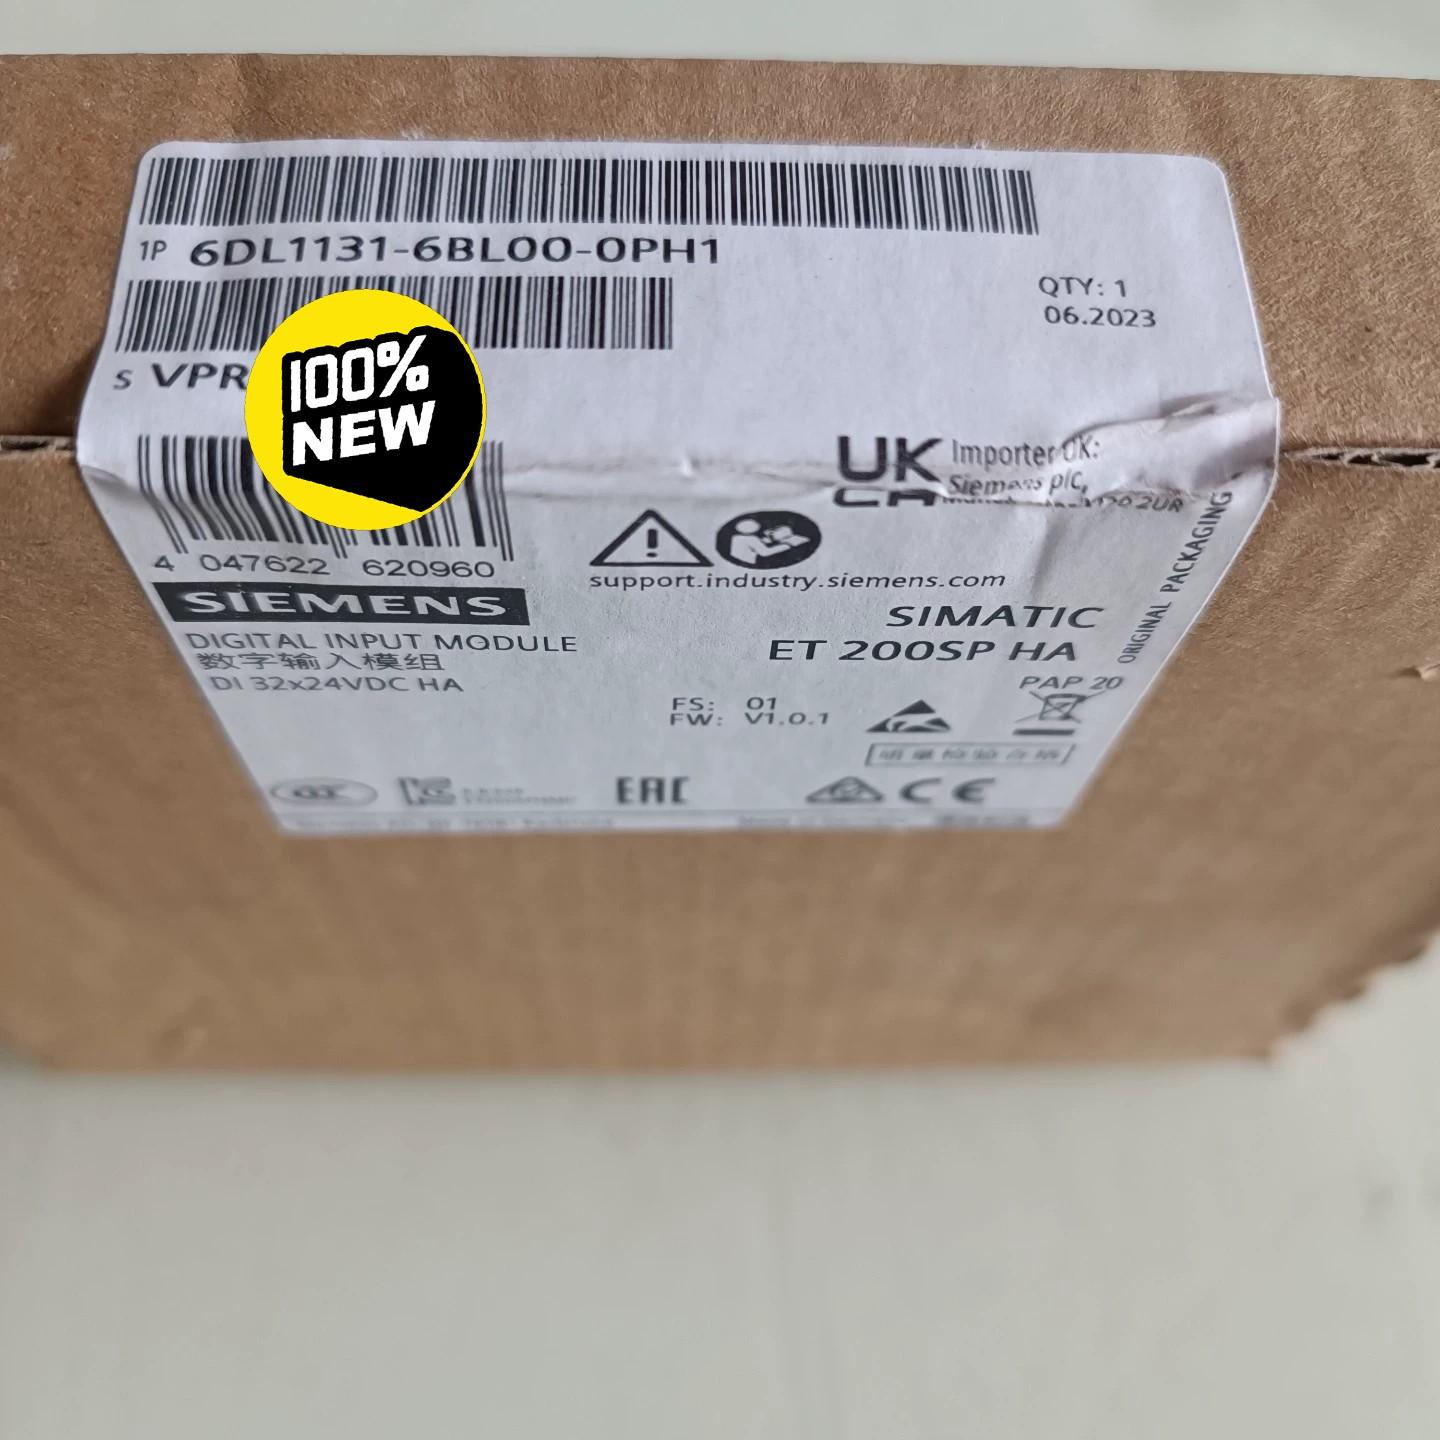 1P 6DL1131-6BL00-0PH1
QTY: 1
06.2023
S VPR
100%
NEW
UK
CA
Importer UK:
Siemens plc,
2UR
4 047622 620960
support.industry.siemens.com
SIEMENS
SIMATIC
DIGITAL INPUT MODULE
ET 200SP HA
数字输入模组
DI 32x24VDC HA
ORIGINAL PACKAGING
PAP 20
FS: 01
FW: V1.0.1
EAC
CE